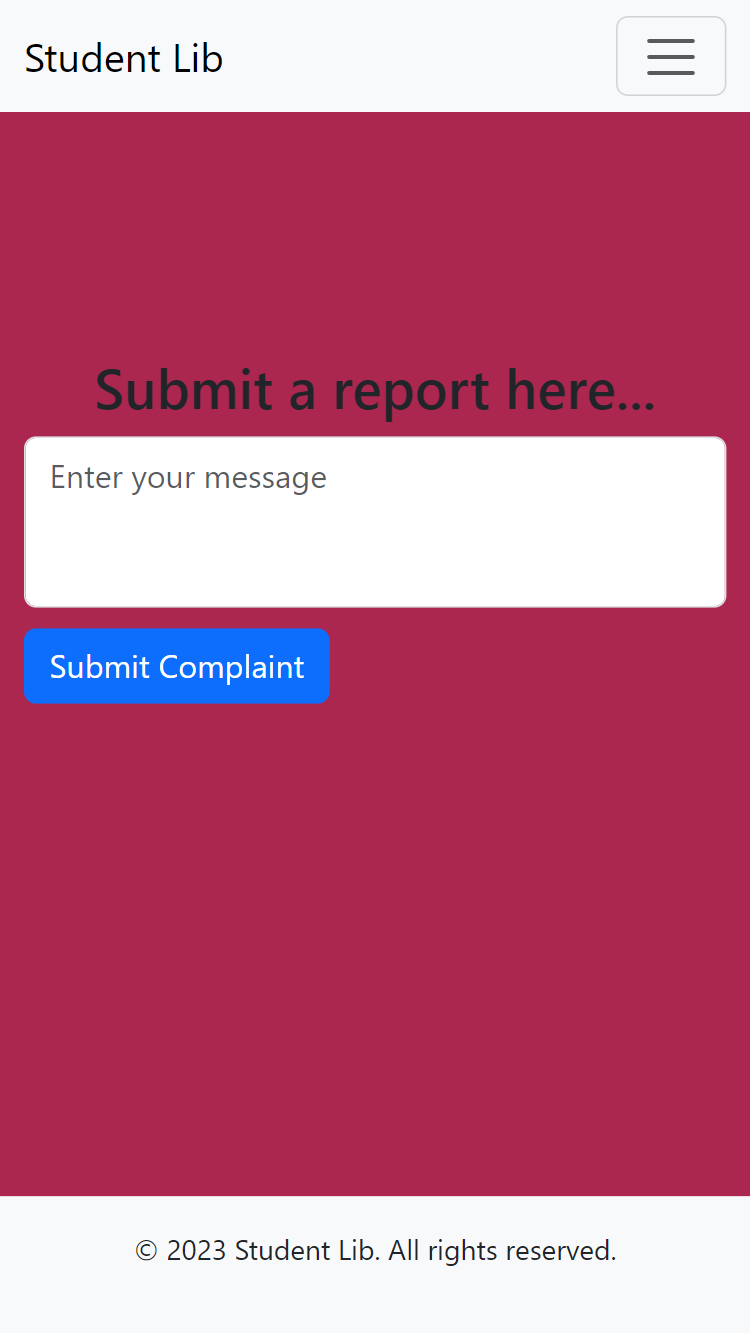 Student Lib
Submit a report here...
Enter your message
Submit Complaint
© 2023 Student Lib. All rights reserved.